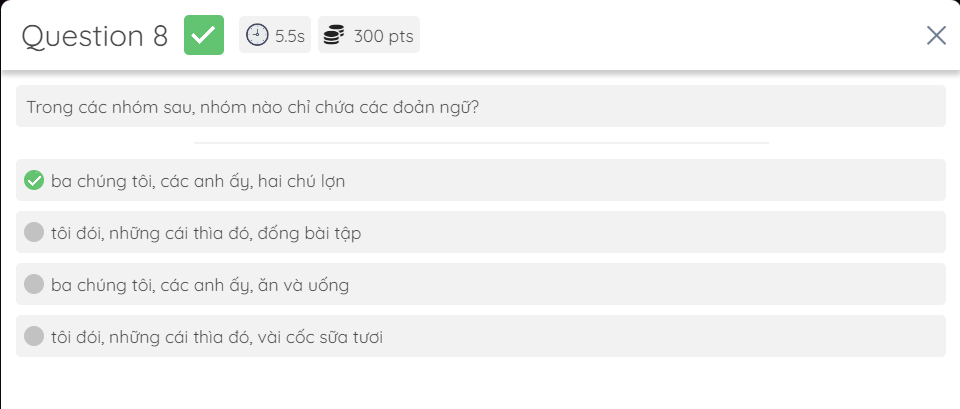 Question 8
5.5s
300 pts
Trong các nhóm sau, nhóm nào chỉ chứa các đoản ngữ?
ba chúng tôi, các anh ấy, hai chú lợn
tôi đói, những cái thìa đó, đống bài tập
ba chúng tôi, các anh ấy, ăn và uống
tôi đói, những cái thìa đó, vài cốc sữa tươi